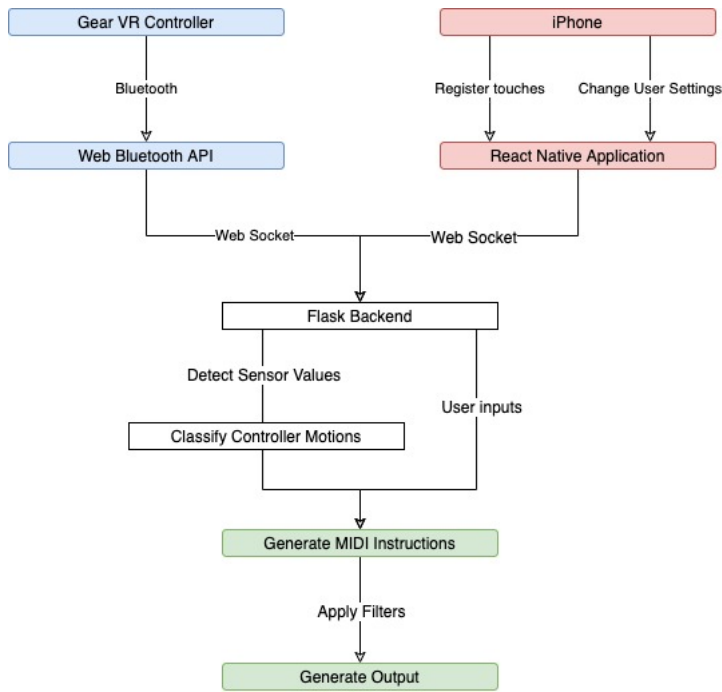 Gear VR Controller
iPhone
Bluetooth
Register touches
Change User Settings
Web Bluetooth API
React Native Application
Web Socket
Web Socket
Flask Backend
Detect Sensor Values
User inputs
Classify Controller Motions
Generate MIDI Instructions
Apply Filters
Generate Output